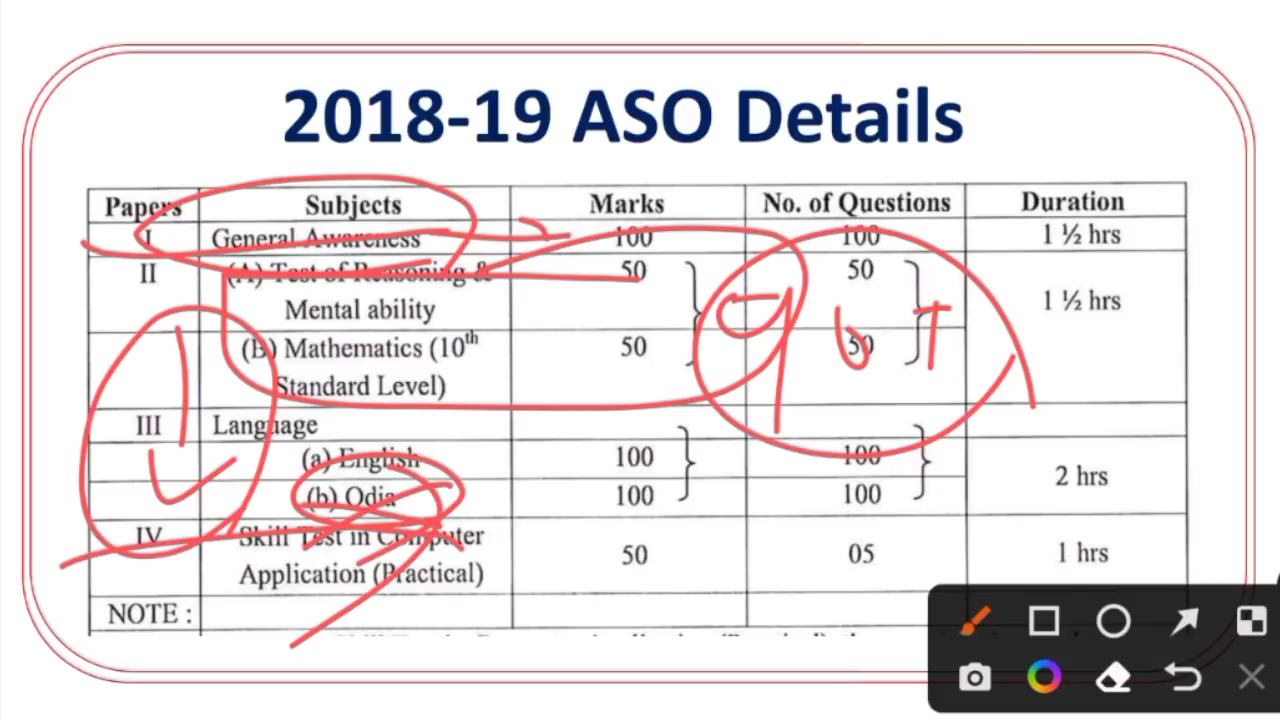 2018-19 ASO Details
Papers Subjects Marks No. of Questions Duration
I General Awareness 100 100 1 ½ hrs
II (A) Test of Reasoning & 50 50 1 ½ hrs
Mental ability
(B) Mathematics (10th 50 50
Standard Level)
III Language
(a) English 100 100 2 hrs
(b) Odia 100 100
IV Skill Test in Computer 50 05 1 hrs
Application (Practical)
NOTE :